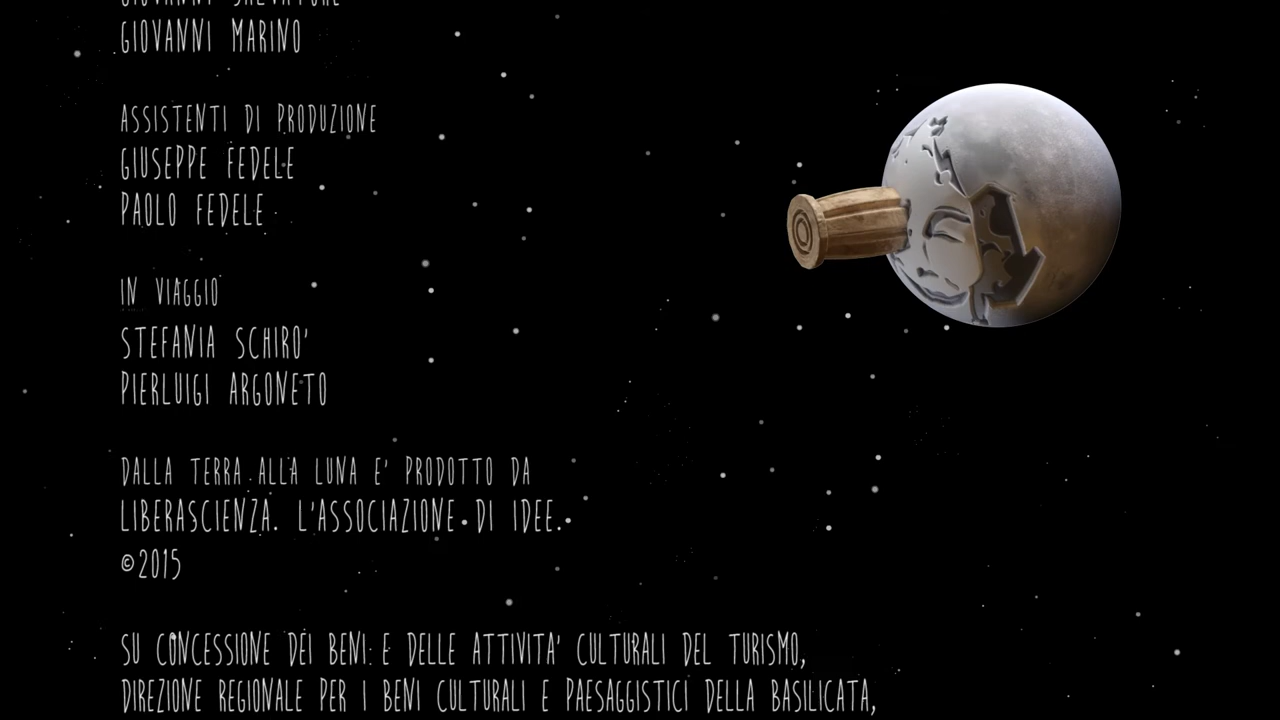 GIOVANNI SALVATORE
GIOVANNI MARINO
ASSISTENTI DI PRODUZIONE
GIUSEPPE FEDELE
PAOLO FEDELE
IN VIAGGIO
STEFANIA SCHIRO'
PIERLUIGI ARGONETO
DALLA TERRA ALLA LUNA E' PRODOTTO DA
LIBERASCIENZA. L'ASSOCIAZIONE DI IDEE.
©2015
SU CONCESSIONE DEI BENI E DELLE ATTIVITA' CULTURALI DEL TURISMO,
DIREZIONE REGIONALE PER I BENI CULTURALI E PAESAGGISTICI DELLA BASILICATA,